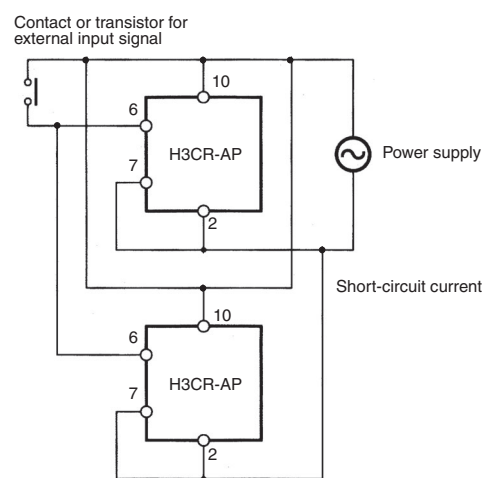 Contact or transistor for
external input signal
10
6
H3CR-AP
7
2
Power supply
Short-circuit current
10
6
H3CR-AP
7
2